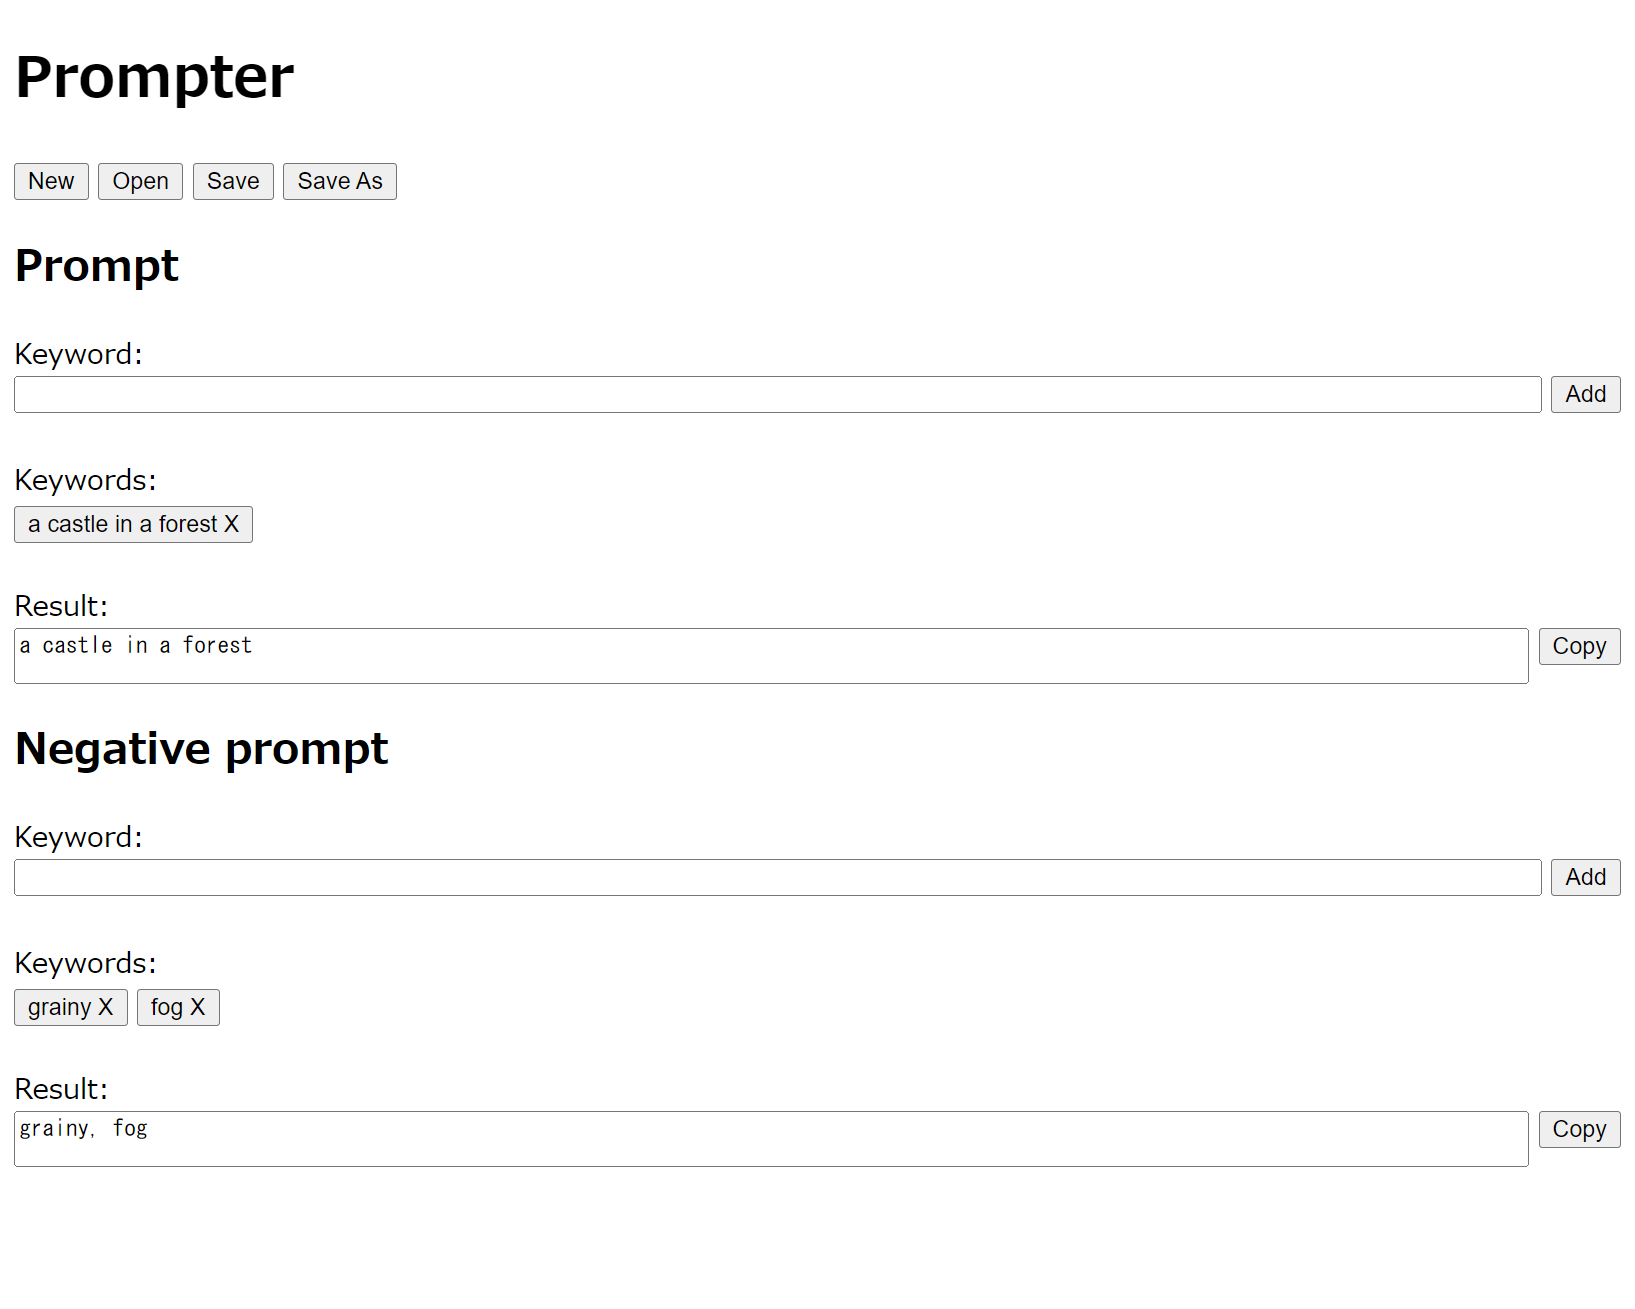 Prompter
New Open Save Save As
Prompt
Keyword:
Add
Keywords:
a castle in a forest X
Result:
a castle in a forest
Copy
Negative prompt
Keyword:
Add
Keywords:
grainy X fog X
Result:
grainy, fog
Copy